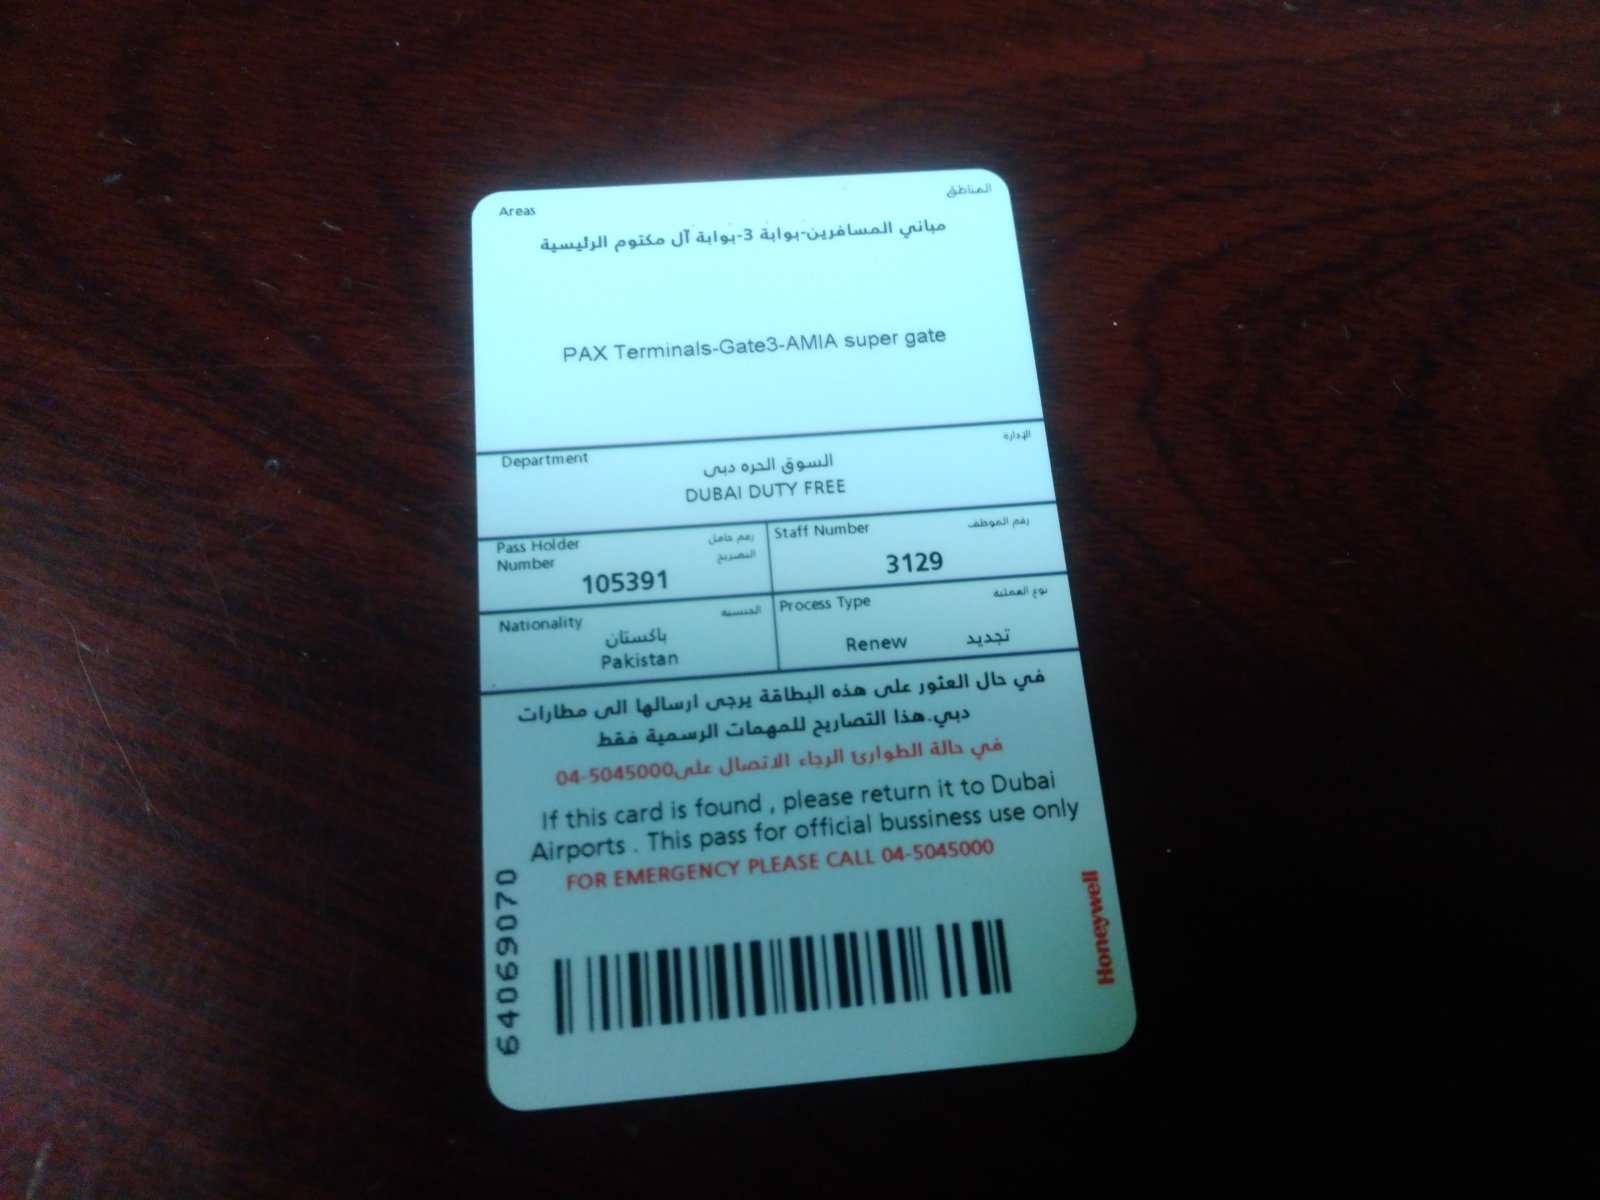 Areas
المناطق
مباني المسافرين-بوابة 3-بوابة آل مكتوم الرئيسية
PAX Terminals-Gate3-AMIA super gate
Department
الإدارة
السوق الحره دبى
DUBAI DUTY FREE
Pass Holder
Number
رقم حامل
التصريح
105391
Staff Number
رقم الموظف
3129
Nationality
الجنسية
باكستان
Pakistan
Process Type
نوع العملية
Renew
تجديد
في حال العثور على هذه البطاقة يرجى ارسالها الى مطارات
دبي.هذا التصاريح للمهمات الرسمية فقط
في حالة الطوارئ الرجاء الاتصال على04-5045000
If this card is found , please return it to Dubai
Airports . This pass for official bussiness use only
FOR EMERGENCY PLEASE CALL 04-5045000
64069070
Honeywell